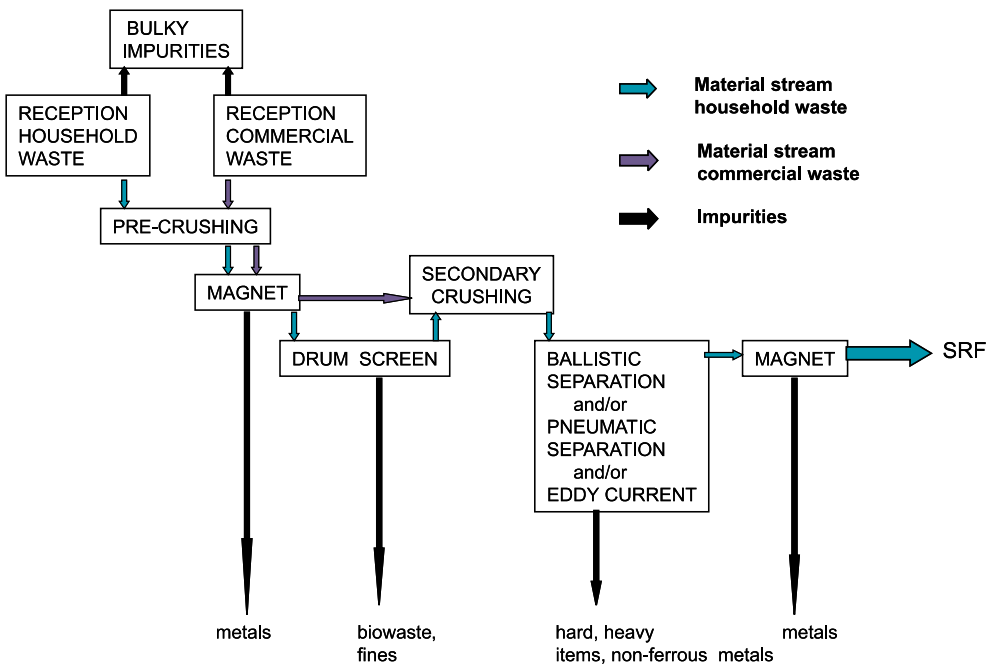 BULKY
IMPURITIES
RECEPTION
HOUSEHOLD
WASTE
RECEPTION
COMMERCIAL
WASTE
Material stream
household waste
Material stream
commercial waste
Impurities
PRE-CRUSHING
MAGNET
SECONDARY
CRUSHING
DRUM SCREEN
BALLISTIC
SEPARATION
and/or
PNEUMATIC
SEPARATION
and/or
EDDY CURRENT
MAGNET
SRF
metals
biowaste,
fines
hard, heavy
items, non-ferrous metals
metals